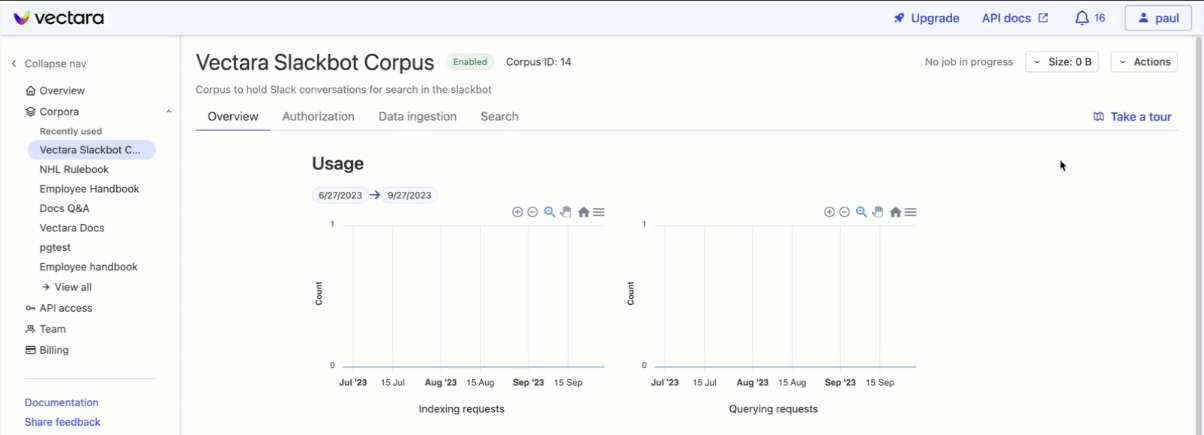 vectara
Upgrade
API docs
16
paul
Collapse nav
Overview
Corpora
Recently used
Vectara Slackbot C...
NHL Rulebook
Employee Handbook
Docs Q&A
Vectara Docs
pgtest
Employee handbook
View all
API access
Team
Billing
Documentation
Share feedback
Vectara Slackbot Corpus
Enabled
Corpus ID: 14
No job in progress
Size: 0 B
Actions
Corpus to hold Slack conversations for search in the slackbot
Overview
Authorization
Data ingestion
Search
Take a tour
Usage
6/27/2023
9/27/2023
1
Count
0
Jul '23 15 Jul Aug '23 15 Aug Sep '23 15 Sep
Indexing requests
1
Count
0
Jul '23 15 Jul Aug '23 15 Aug Sep '23 15 Sep
Querying requests